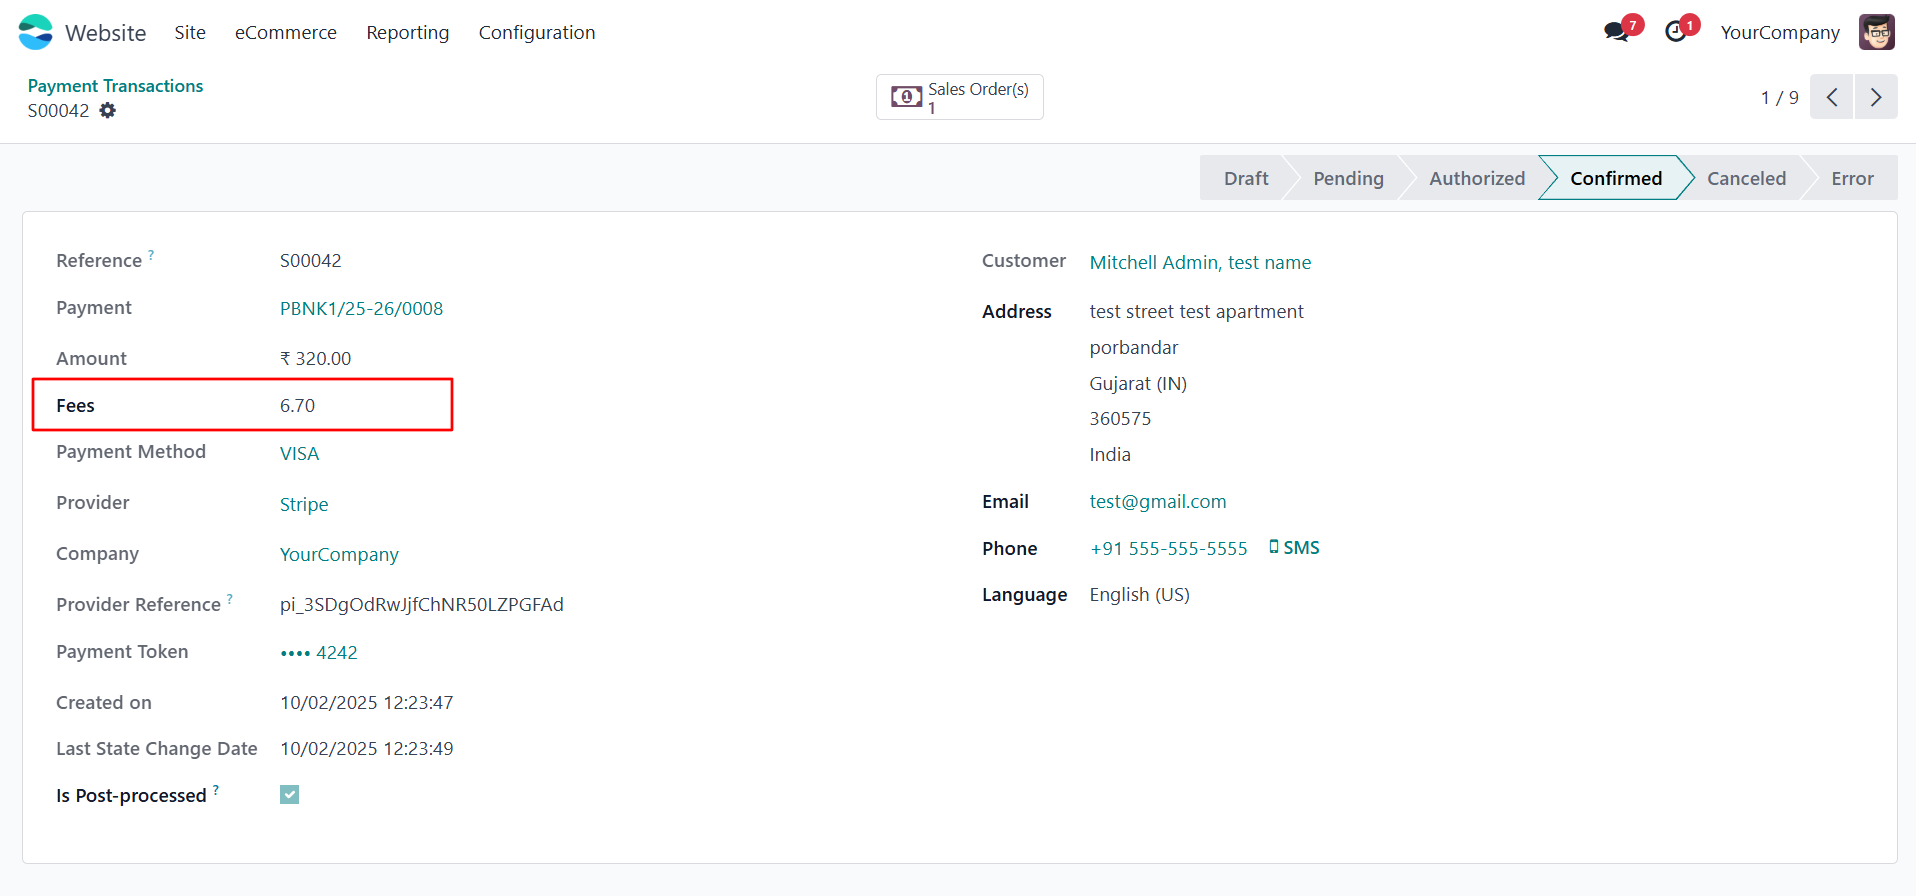 Website Site eCommerce Reporting Configuration 7 1 YourCompany
Payment Transactions
S00042
Sales Order(s)
1
1 / 9
Draft Pending Authorized Confirmed Canceled Error
Reference ? S00042
Payment PBNK1/25-26/0008
Amount ₹ 320.00
Fees 6.70
Payment Method VISA
Provider Stripe
Company YourCompany
Provider Reference ? pi_3SDgOdRwJjfChNR50LZPGFAd
Payment Token •••• 4242
Created on 10/02/2025 12:23:47
Last State Change Date 10/02/2025 12:23:49
Is Post-processed ?
Customer Mitchell Admin, test name
Address test street test apartment
porbandar
Gujarat (IN)
360575
India
Email test@gmail.com
Phone +91 555-555-5555 SMS
Language English (US)